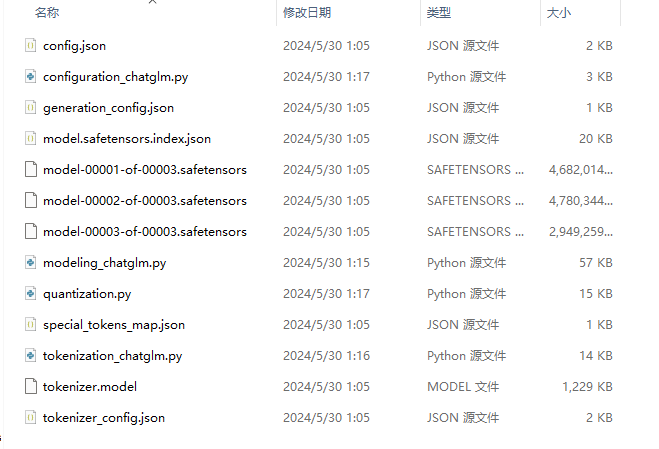 名称 修改日期 类型 大小
config.json 2024/5/30 1:05 JSON 源文件 2 KB
configuration_chatglm.py 2024/5/30 1:17 Python 源文件 3 KB
generation_config.json 2024/5/30 1:05 JSON 源文件 1 KB
model.safetensors.index.json 2024/5/30 1:05 JSON 源文件 20 KB
model-00001-of-00003.safetensors 2024/5/30 1:05 SAFETENSORS ... 4,682,014...
model-00002-of-00003.safetensors 2024/5/30 1:05 SAFETENSORS ... 4,780,344...
model-00003-of-00003.safetensors 2024/5/30 1:05 SAFETENSORS ... 2,949,259...
modeling_chatglm.py 2024/5/30 1:15 Python 源文件 57 KB
quantization.py 2024/5/30 1:17 Python 源文件 15 KB
special_tokens_map.json 2024/5/30 1:05 JSON 源文件 1 KB
tokenization_chatglm.py 2024/5/30 1:16 Python 源文件 14 KB
tokenizer.model 2024/5/30 1:05 MODEL 文件 1,229 KB
tokenizer_config.json 2024/5/30 1:05 JSON 源文件 2 KB